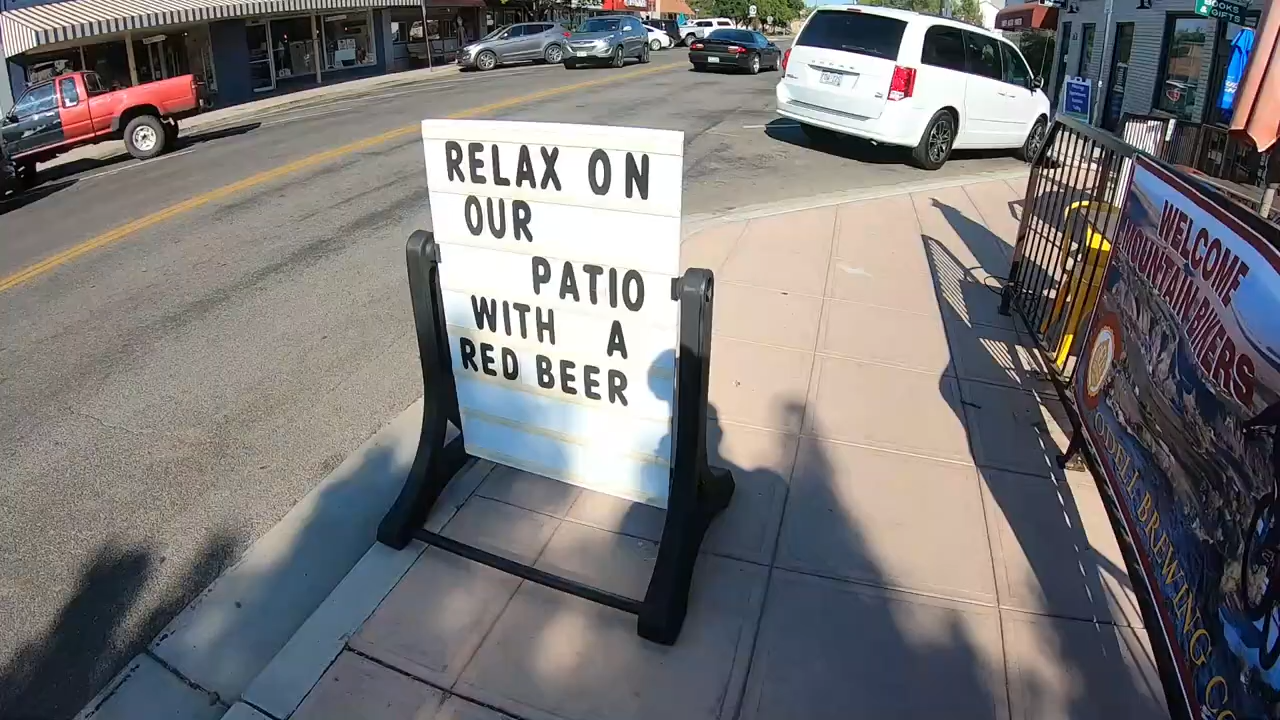 RELAX ON
OUR
PATIO
WITH A
RED BEER
WELCOME
MOUNTAIN BIKERS
ODELL BREWING CO
BOOKS
GIFTS